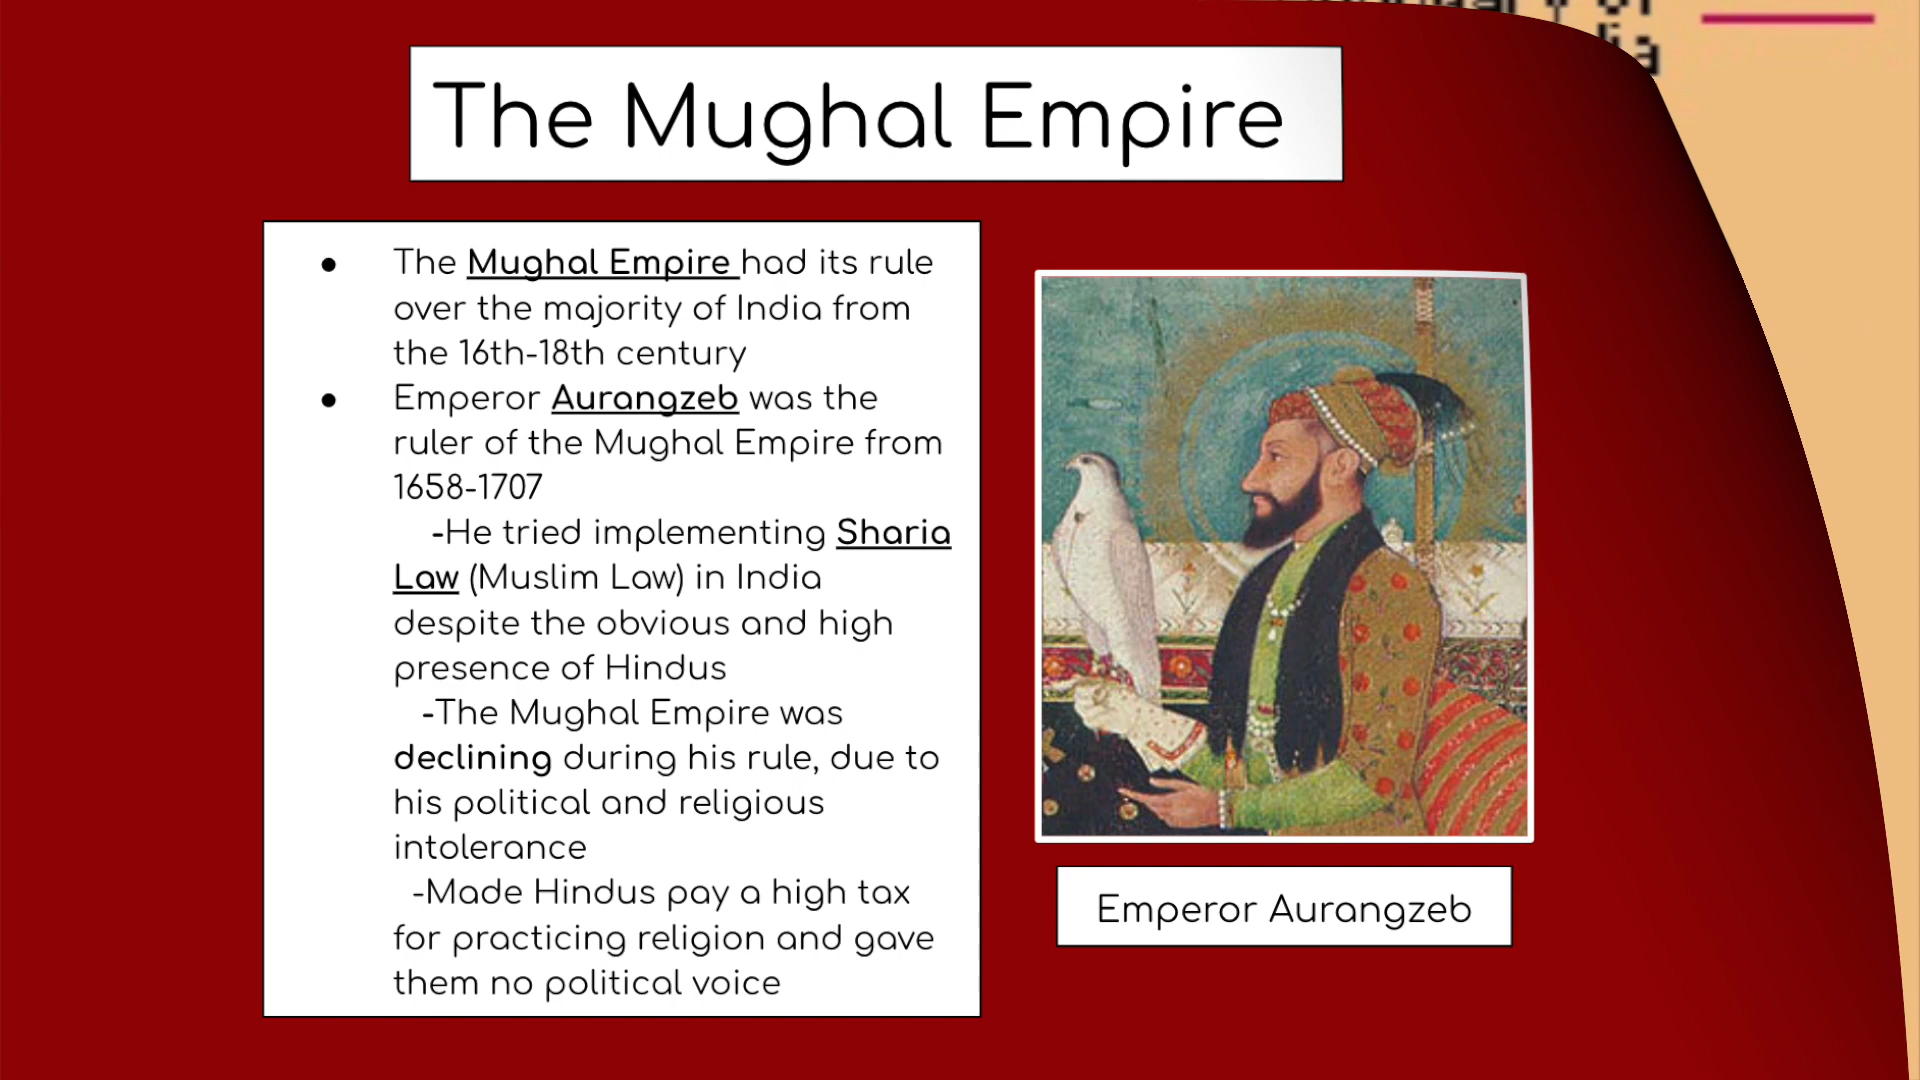 The Mughal Empire
● The Mughal Empire had its rule
over the majority of India from
the 16th-18th century
● Emperor Aurangzeb was the
ruler of the Mughal Empire from
1658-1707
-He tried implementing Sharia
Law (Muslim Law) in India
despite the obvious and high
presence of Hindus
-The Mughal Empire was
declining during his rule, due to
his political and religious
intolerance
-Made Hindus pay a high tax
for practicing religion and gave
them no political voice
Emperor Aurangzeb